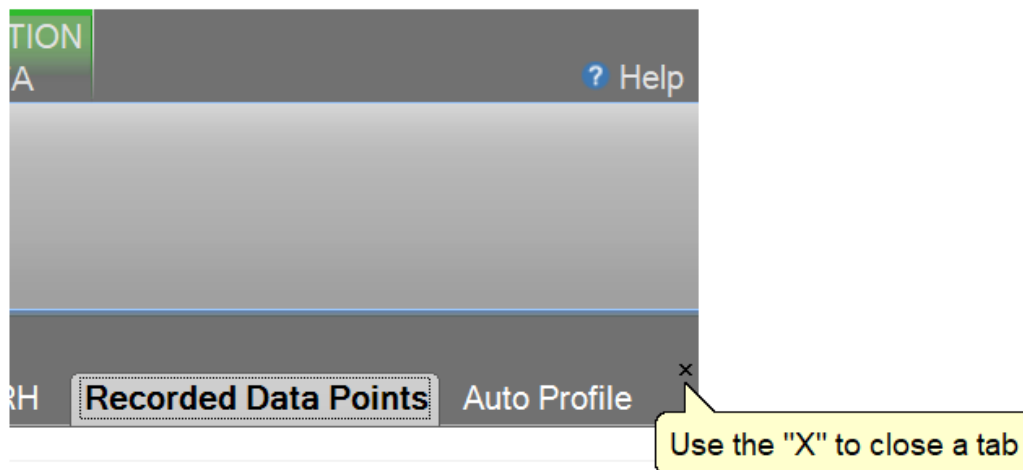 TION
A
Help
RH
Recorded Data Points
Auto Profile
Use the "X" to close a tab